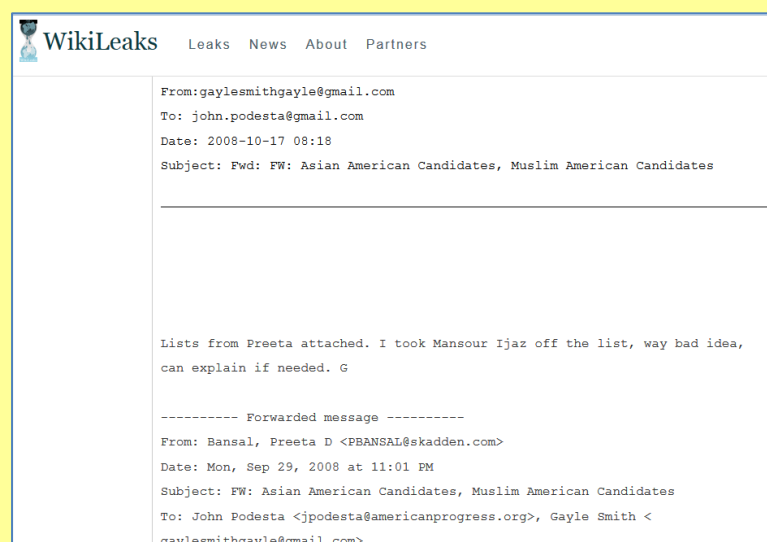 WikiLeaks Leaks News About Partners
From:gaylesmithgayle@gmail.com
To: john.podesta@gmail.com
Date: 2008-10-17 08:18
Subject: Fwd: FW: Asian American Candidates, Muslim American Candidates
Lists from Preeta attached. I took Mansour Ijaz off the list, way bad idea,
can explain if needed. G
---------- Forwarded message ----------
From: Bansal, Preeta D <PBANSAL@skadden.com>
Date: Mon, Sep 29, 2008 at 11:01 PM
Subject: FW: Asian American Candidates, Muslim American Candidates
To: John Podesta <jpodesta@americanprogress.org>, Gayle Smith <
gaylesmithgayle@gmail.com>